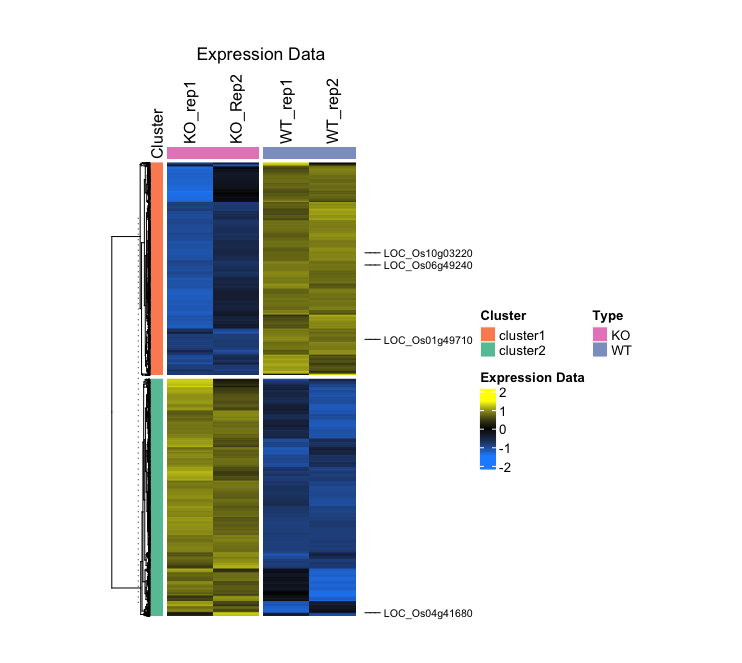 Expression Data
Cluster
KO_rep1
KO_Rep2
WT_rep1
WT_rep2
LOC_Os10g03220
LOC_Os06g49240
LOC_Os01g49710
LOC_Os04g41680
Cluster
cluster1
cluster2
Type
KO
WT
Expression Data
2
1
0
-1
-2